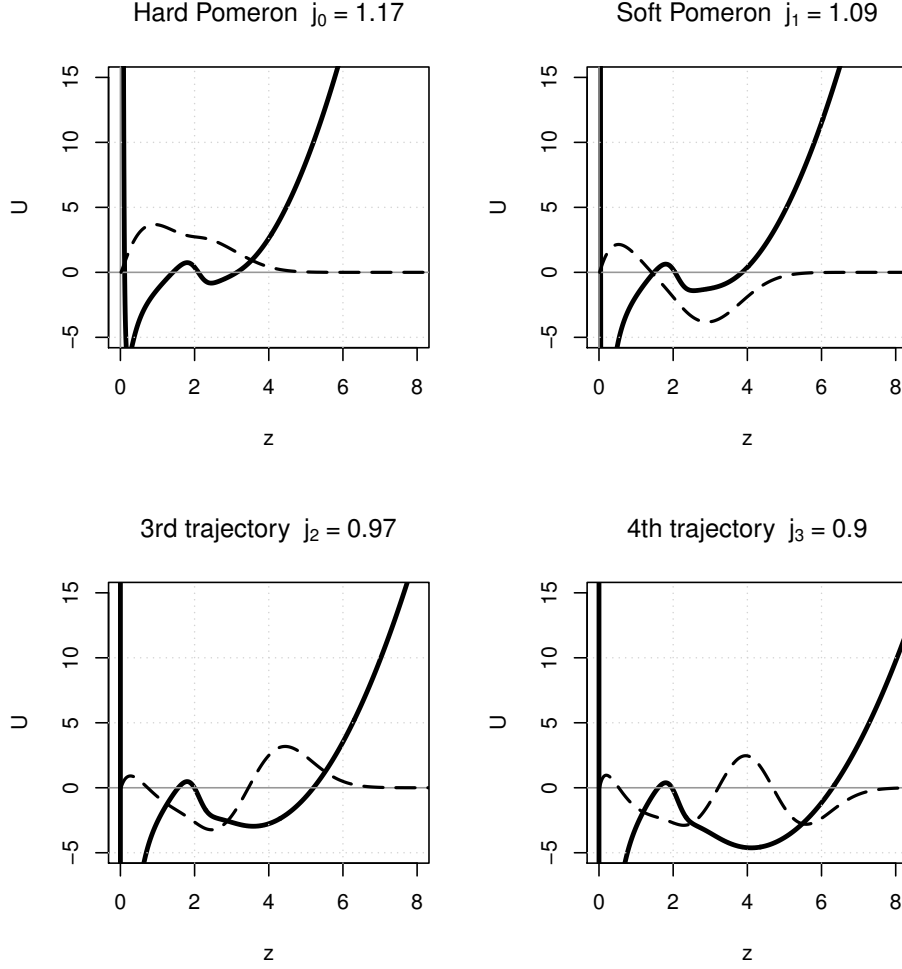 Hard Pomeron j₀ = 1.17
U
15
10
5
0
−5
0 2 4 6 8
z
Soft Pomeron j₁ = 1.09
U
15
10
5
0
−5
0 2 4 6 8
z
3rd trajectory j₂ = 0.97
U
15
10
5
0
−5
0 2 4 6 8
z
4th trajectory j₃ = 0.9
U
15
10
5
0
−5
0 2 4 6 8
z